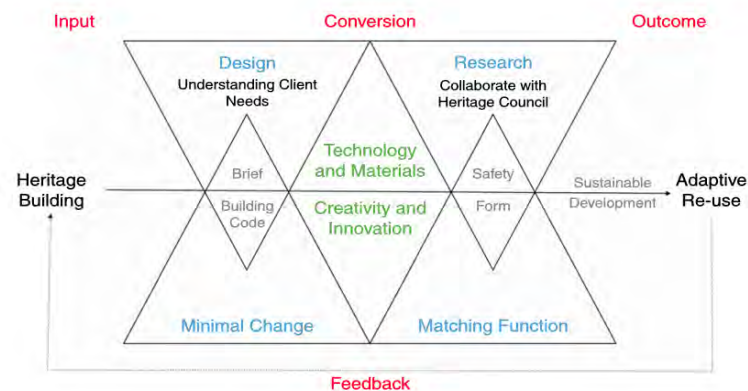 Input
Conversion
Outcome
Design
Understanding Client
Needs
Research
Collaborate with
Heritage Council
Technology
and Materials
Brief
Safety
Heritage
Building
Building
Code
Creativity and
Innovation
Form
Sustainable
Development
Adaptive
Re-use
Minimal Change
Matching Function
Feedback